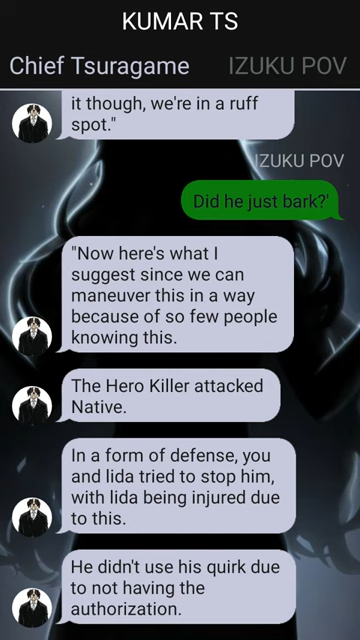 KUMAR TS
Chief Tsuragame
IZUKU POV
it though, we're in a ruff
spot."
IZUKU POV
Did he just bark?'
"Now here's what I
suggest since we can
maneuver this in a way
because of so few people
knowing this.
The Hero Killer attacked
Native.
In a form of defense, you
and Iida tried to stop him,
with Iida being injured due
to this.
He didn't use his quirk due
to not having the
authorization.